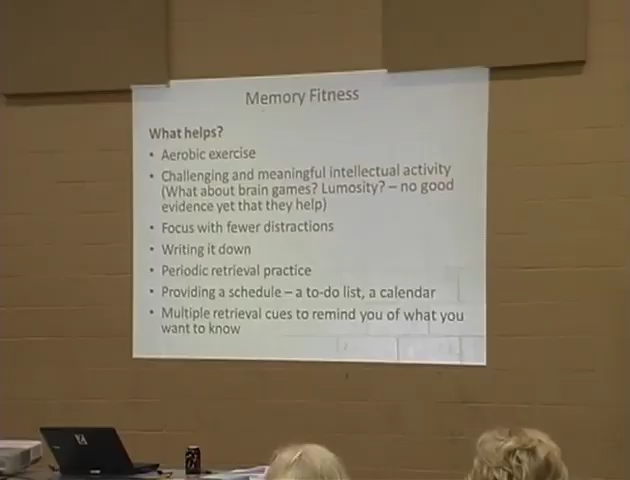 Memory Fitness
What helps?
• Aerobic exercise
• Challenging and meaningful intellectual activity
(What about brain games? Lumosity? – no good
evidence yet that they help)
• Focus with fewer distractions
• Writing it down
• Periodic retrieval practice
• Providing a schedule – a to-do list, a calendar
• Multiple retrieval cues to remind you of what you
want to know